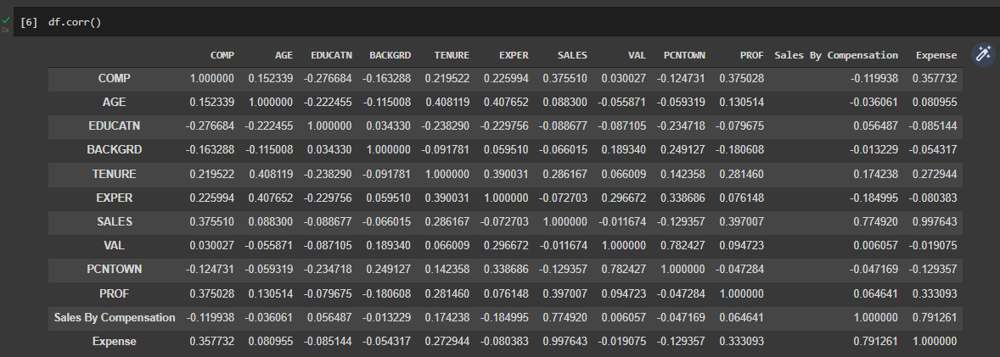 [6] df.corr()
0s
COMP AGE EDUCATN BACKGRD TENURE EXPER SALES VAL PCNTOWN PROF Sales By Compensation Expense
COMP 1.000000 0.152339 -0.276684 -0.163288 0.219522 0.225994 0.375510 0.030027 -0.124731 0.375028 -0.119938 0.357732
AGE 0.152339 1.000000 -0.222455 -0.115008 0.408119 0.407652 0.088300 -0.055871 -0.059319 0.130514 -0.036061 0.080955
EDUCATN -0.276684 -0.222455 1.000000 0.034330 -0.238290 -0.229756 -0.088677 -0.087105 -0.234718 -0.079675 0.056487 -0.085144
BACKGRD -0.163288 -0.115008 0.034330 1.000000 -0.091781 0.059510 -0.066015 0.189340 0.249127 -0.180608 -0.013229 -0.054317
TENURE 0.219522 0.408119 -0.238290 -0.091781 1.000000 0.390031 0.286167 0.066009 0.142358 0.281460 0.174238 0.272944
EXPER 0.225994 0.407652 -0.229756 0.059510 0.390031 1.000000 -0.072703 0.296672 0.338686 0.076148 -0.184995 -0.080383
SALES 0.375510 0.088300 -0.088677 -0.066015 0.286167 -0.072703 1.000000 -0.011674 -0.129357 0.397007 0.774920 0.997643
VAL 0.030027 -0.055871 -0.087105 0.189340 0.066009 0.296672 -0.011674 1.000000 0.782427 0.094723 0.006057 -0.019075
PCNTOWN -0.124731 -0.059319 -0.234718 0.249127 0.142358 0.338686 -0.129357 0.782427 1.000000 -0.047284 -0.047169 -0.129357
PROF 0.375028 0.130514 -0.079675 -0.180608 0.281460 0.076148 0.397007 0.094723 -0.047284 1.000000 0.064641 0.333093
Sales By Compensation -0.119938 -0.036061 0.056487 -0.013229 0.174238 -0.184995 0.774920 0.006057 -0.047169 0.064641 1.000000 0.791261
Expense 0.357732 0.080955 -0.085144 -0.054317 0.272944 -0.080383 0.997643 -0.019075 -0.129357 0.333093 0.791261 1.000000